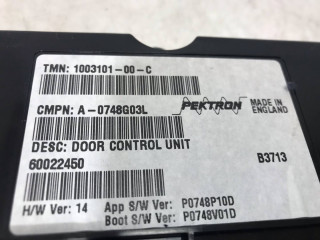 TMN: 1003101-00-C
CMPN: A-0748G03L
PEKTRON
MADE IN
ENGLAND
DESC: DOOR CONTROL UNIT
60022450
B3713
H/W Ver: 14 App S/W Ver: P0748P10D
Boot S/W Ver: P0748V01D